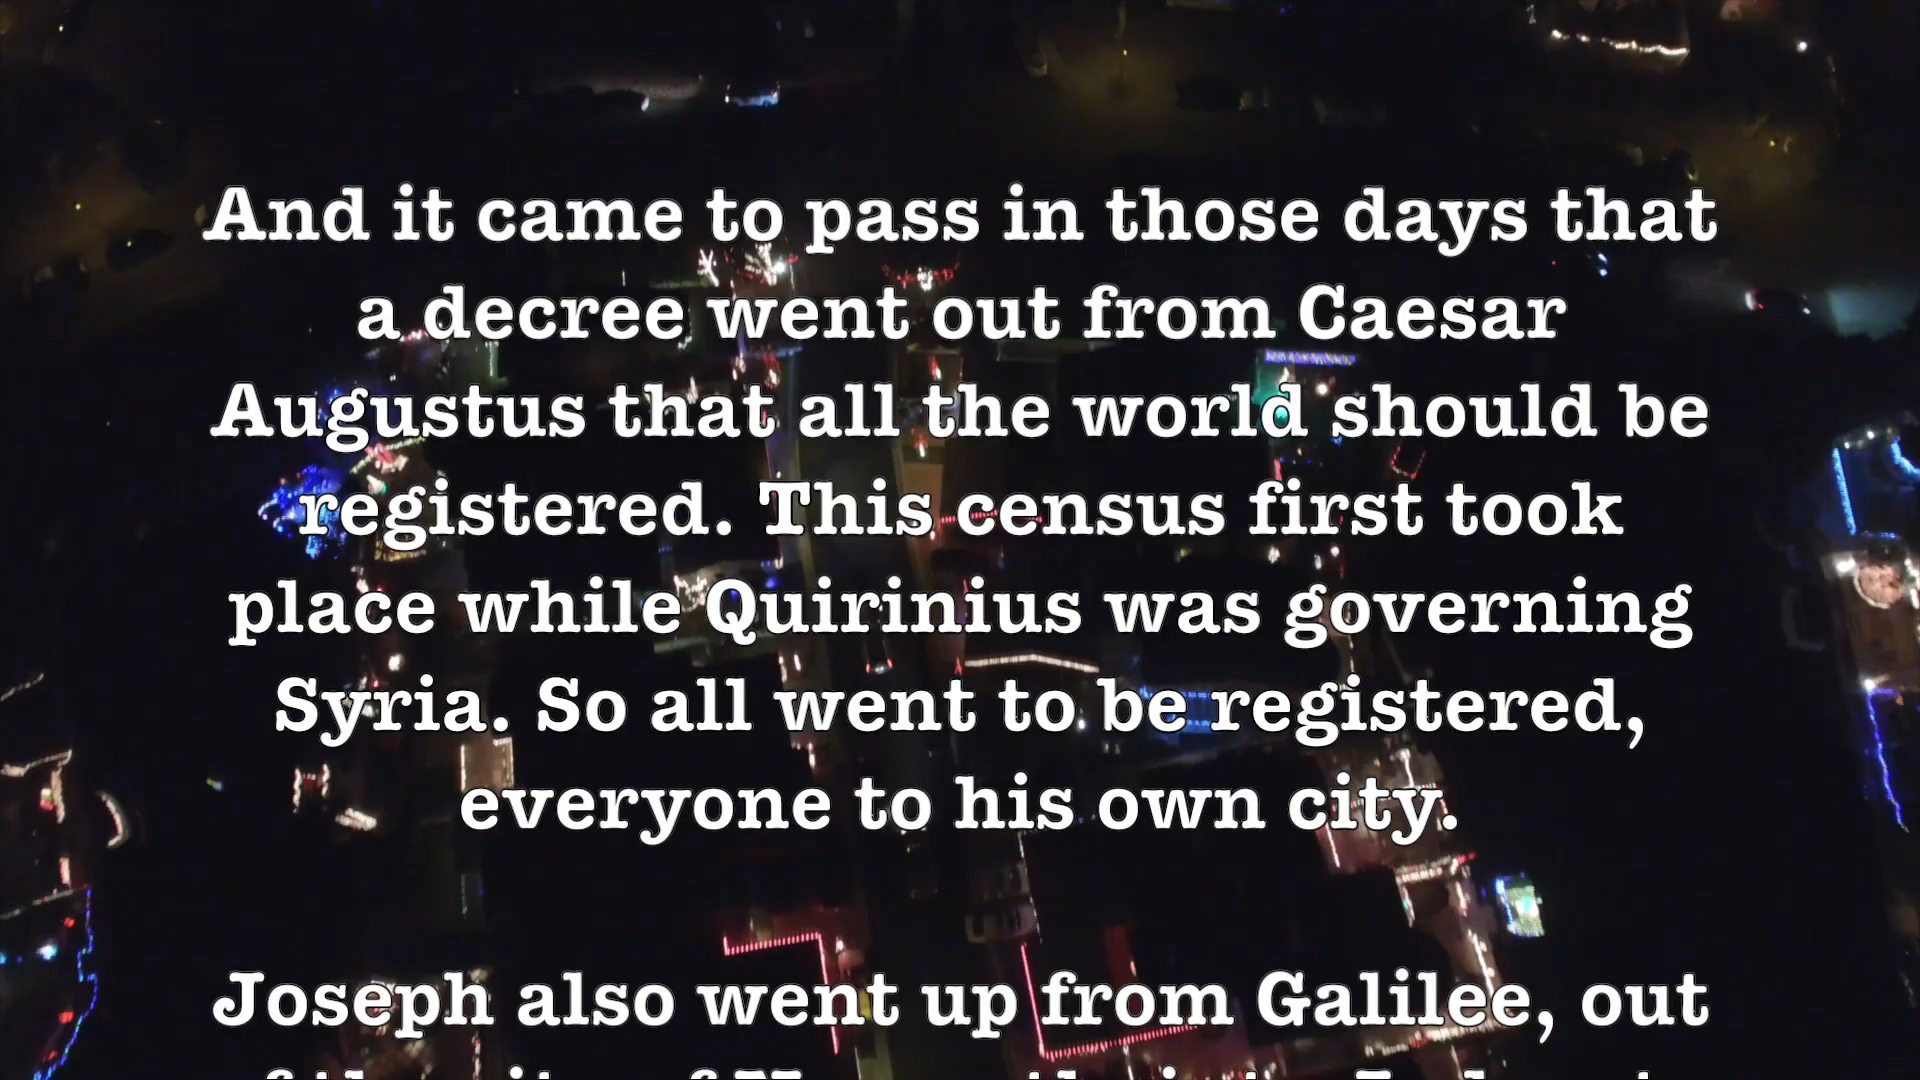 And it came to pass in those days that
a decree went out from Caesar
Augustus that all the world should be
registered. This census first took
place while Quirinius was governing
Syria. So all went to be registered,
everyone to his own city.
Joseph also went up from Galilee, out